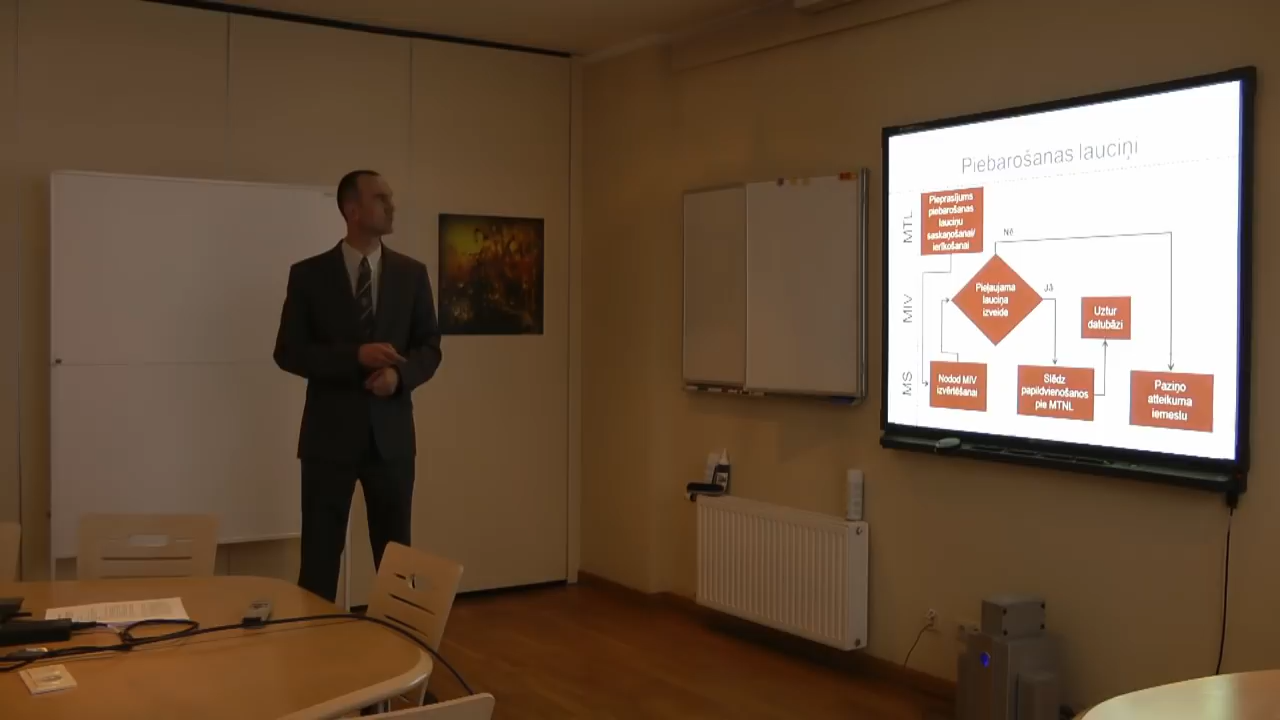 Piebarošanas lauciņi
MTL
Pieprasījums
piebarošanas
lauciņu
saskaņošanai/
ierīkošanai
Nē
MIV
Pieļaujama
lauciņa
izveide
Jā
Uztur
datubāzi
MS
Nodod MIV
izvērtēšanai
Slēdz
papildvienošanos
pie MTNL
Paziņo
atteikuma
iemeslu